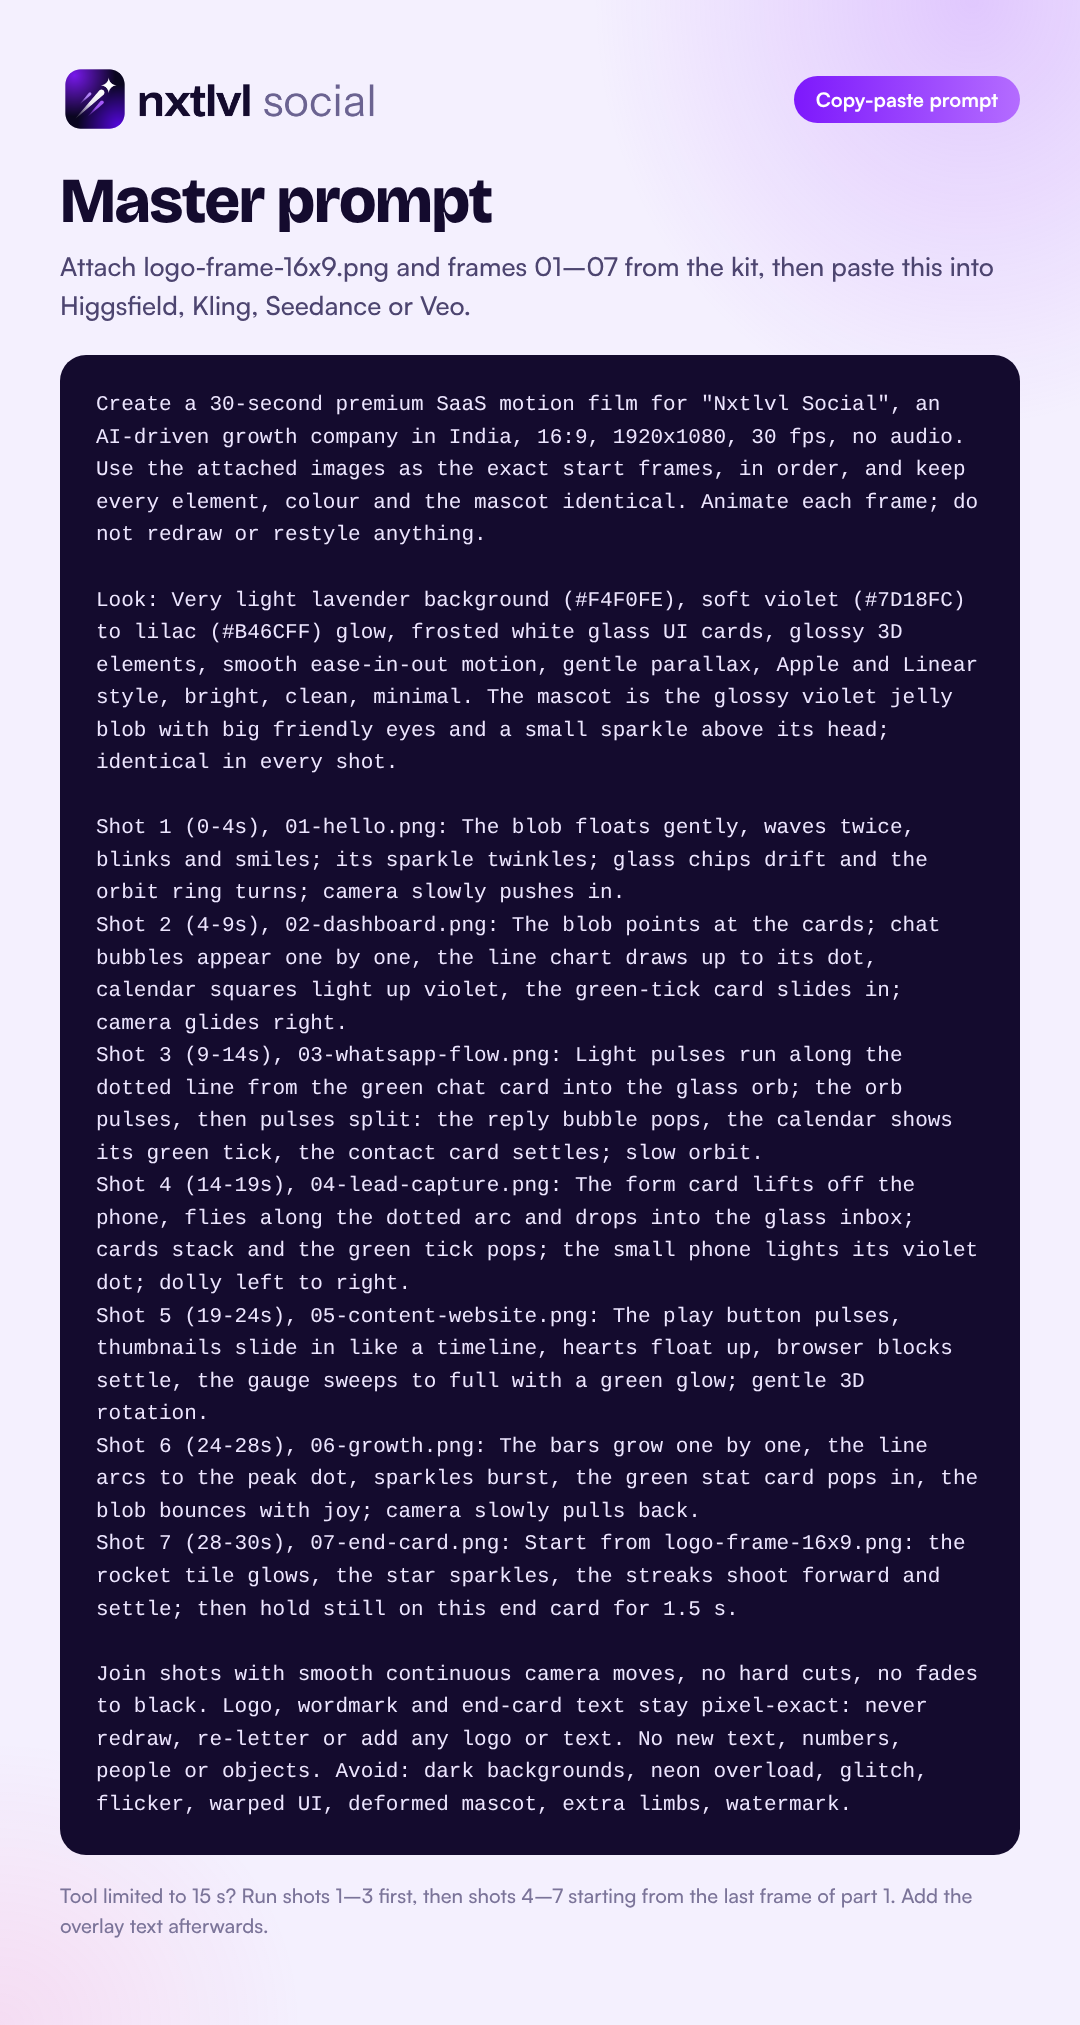 nxtlvl social
Copy-paste prompt
Master prompt
Attach logo-frame-16x9.png and frames 01—07 from the kit, then paste this into
Higgsfield, Kling, Seedance or Veo.
Create a 30-second premium SaaS motion film for "Nxtlvl Social", an
AI-driven growth company in India, 16:9, 1920x1080, 30 fps, no audio.
Use the attached images as the exact start frames, in order, and keep
every element, colour and the mascot identical. Animate each frame; do
not redraw or restyle anything.
Look: Very light lavender background (#F4F0FE), soft violet (#7D18FC)
to lilac (#B46CFF) glow, frosted white glass UI cards, glossy 3D
elements, smooth ease-in-out motion, gentle parallax, Apple and Linear
style, bright, clean, minimal. The mascot is the glossy violet jelly
blob with big friendly eyes and a small sparkle above its head;
identical in every shot.
Shot 1 (0-4s), 01-hello.png: The blob floats gently, waves twice,
blinks and smiles; its sparkle twinkles; glass chips drift and the
orbit ring turns; camera slowly pushes in.
Shot 2 (4-9s), 02-dashboard.png: The blob points at the cards; chat
bubbles appear one by one, the line chart draws up to its dot,
calendar squares light up violet, the green-tick card slides in;
camera glides right.
Shot 3 (9-14s), 03-whatsapp-flow.png: Light pulses run along the
dotted line from the green chat card into the glass orb; the orb
pulses, then pulses split: the reply bubble pops, the calendar shows
its green tick, the contact card settles; slow orbit.
Shot 4 (14-19s), 04-lead-capture.png: The form card lifts off the
phone, flies along the dotted arc and drops into the glass inbox;
cards stack and the green tick pops; the small phone lights its violet
dot; dolly left to right.
Shot 5 (19-24s), 05-content-website.png: The play button pulses,
thumbnails slide in like a timeline, hearts float up, browser blocks
settle, the gauge sweeps to full with a green glow; gentle 3D
rotation.
Shot 6 (24-28s), 06-growth.png: The bars grow one by one, the line
arcs to the peak dot, sparkles burst, the green stat card pops in, the
blob bounces with joy; camera slowly pulls back.
Shot 7 (28-30s), 07-end-card.png: Start from logo-frame-16x9.png: the
rocket tile glows, the star sparkles, the streaks shoot forward and
settle; then hold still on this end card for 1.5 s.
Join shots with smooth continuous camera moves, no hard cuts, no fades
to black. Logo, wordmark and end-card text stay pixel-exact: never
redraw, re-letter or add any logo or text. No new text, numbers,
people or objects. Avoid: dark backgrounds, neon overload, glitch,
flicker, warped UI, deformed mascot, extra limbs, watermark.
Tool limited to 15 s? Run shots 1—3 first, then shots 4—7 starting from the last frame of part 1. Add the
overlay text afterwards.